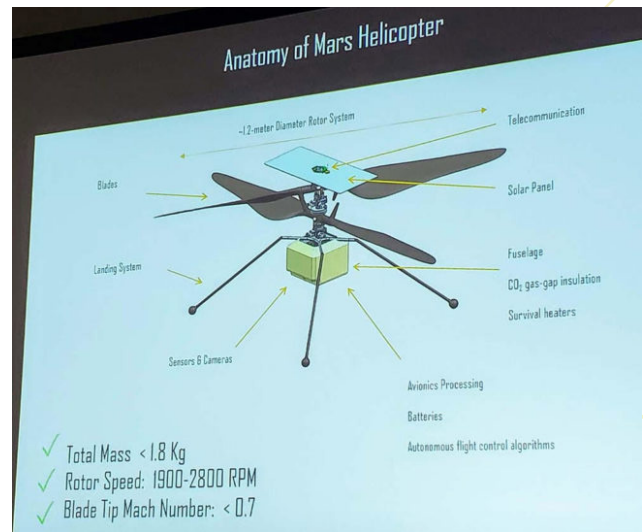 Anatomy of Mars Helicopter
~1.2-meter Diameter Rotor System
Telecommunication
Blades
Solar Panel
Landing System
Fuselage
CO₂ gas-gap insulation
Survival heaters
Sensors & Cameras
Avionics Processing
Batteries
Autonomous flight control algorithms
✓ Total Mass < 1.8 Kg
✓ Rotor Speed: 1900-2800 RPM
✓ Blade Tip Mach Number: < 0.7